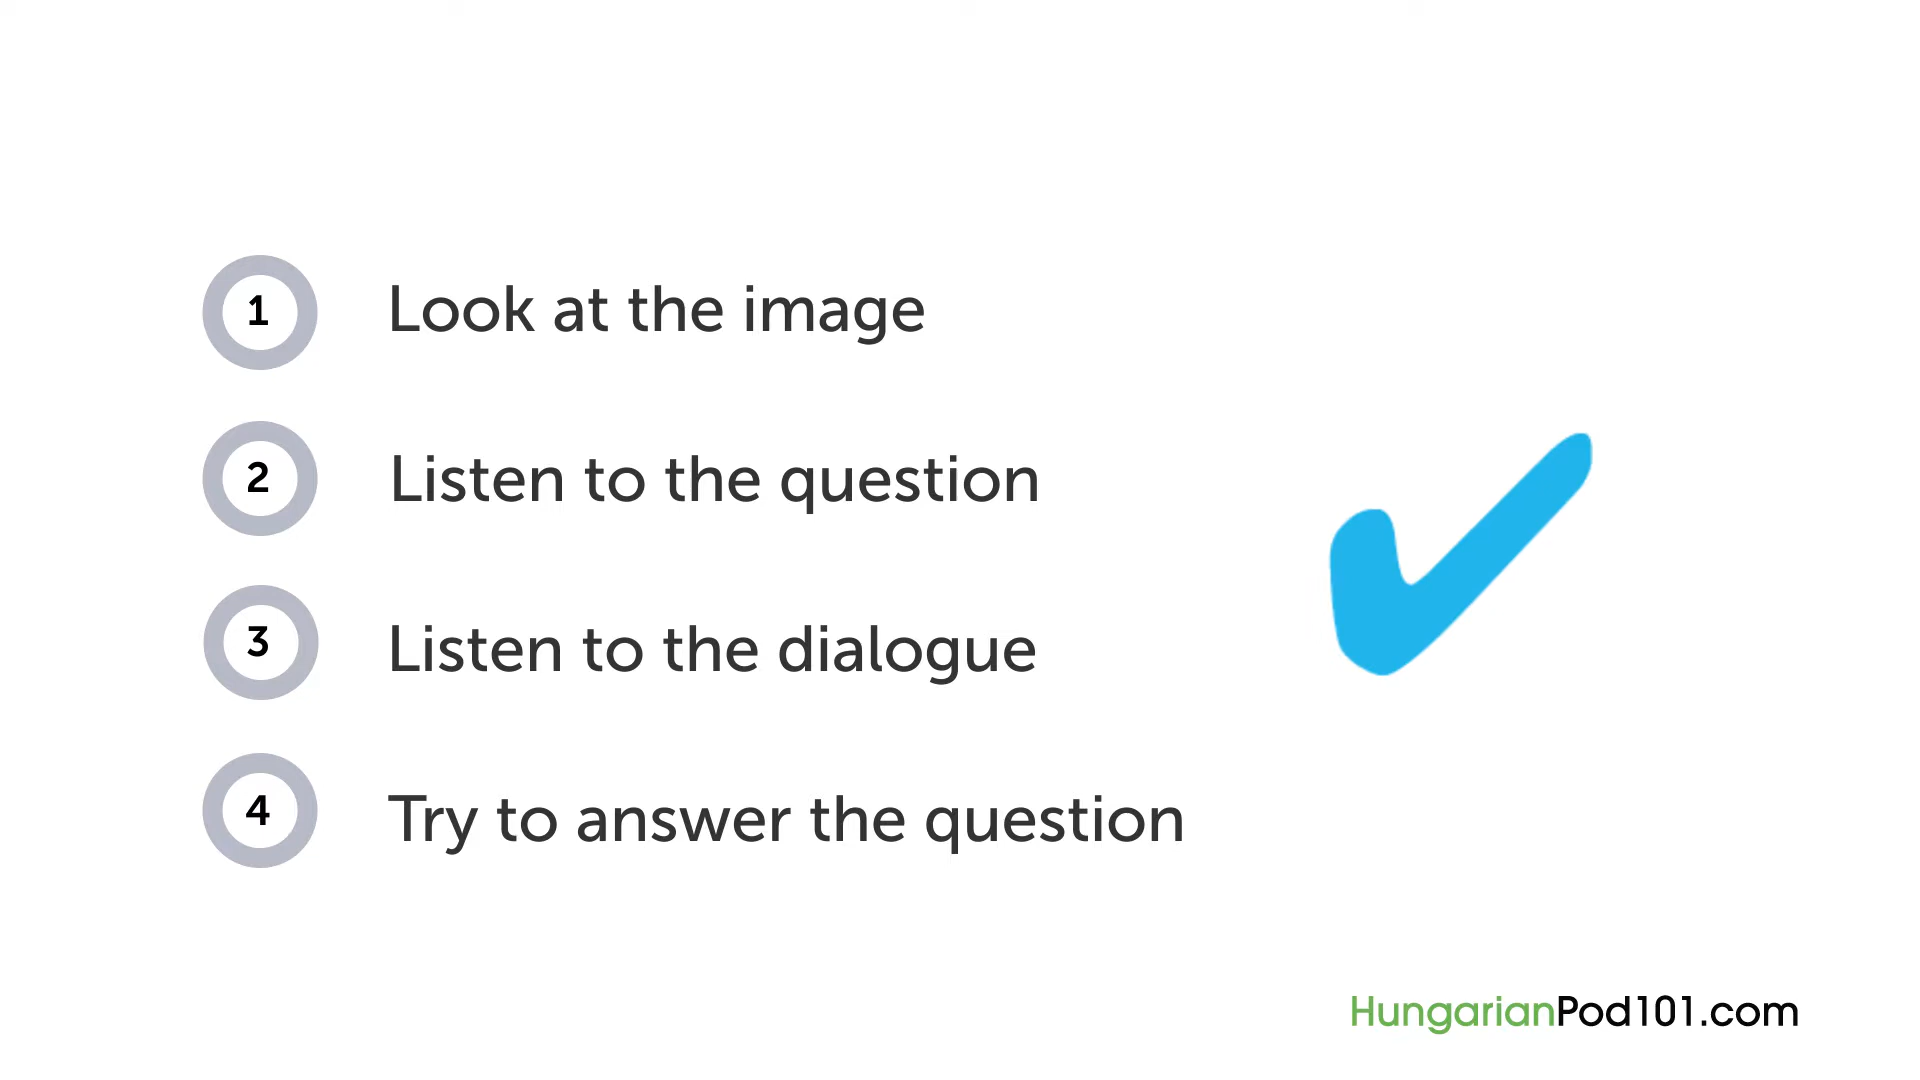 1 Look at the image
2 Listen to the question
3 Listen to the dialogue
4 Try to answer the question
HungarianPod101.com